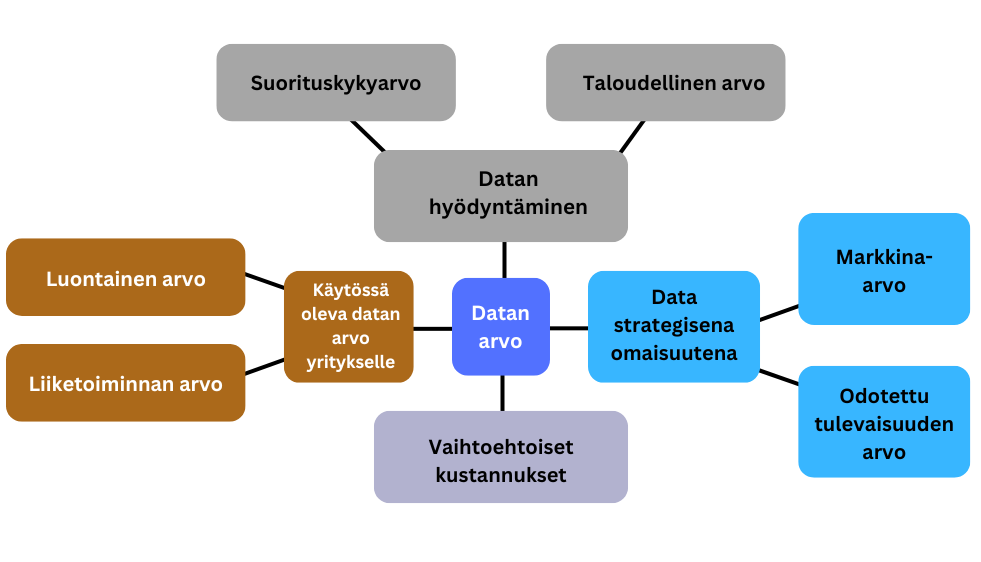 Suorituskykyarvo
Taloudellinen arvo
Datan
hyödyntäminen
Luontainen arvo
Liiketoiminnan arvo
Käytössä
oleva datan
arvo
yritykselle
Datan
arvo
Data
strategisena
omaisuutena
Markkina-
arvo
Odotettu
tulevaisuuden
arvo
Vaihtoehtoiset
kustannukset